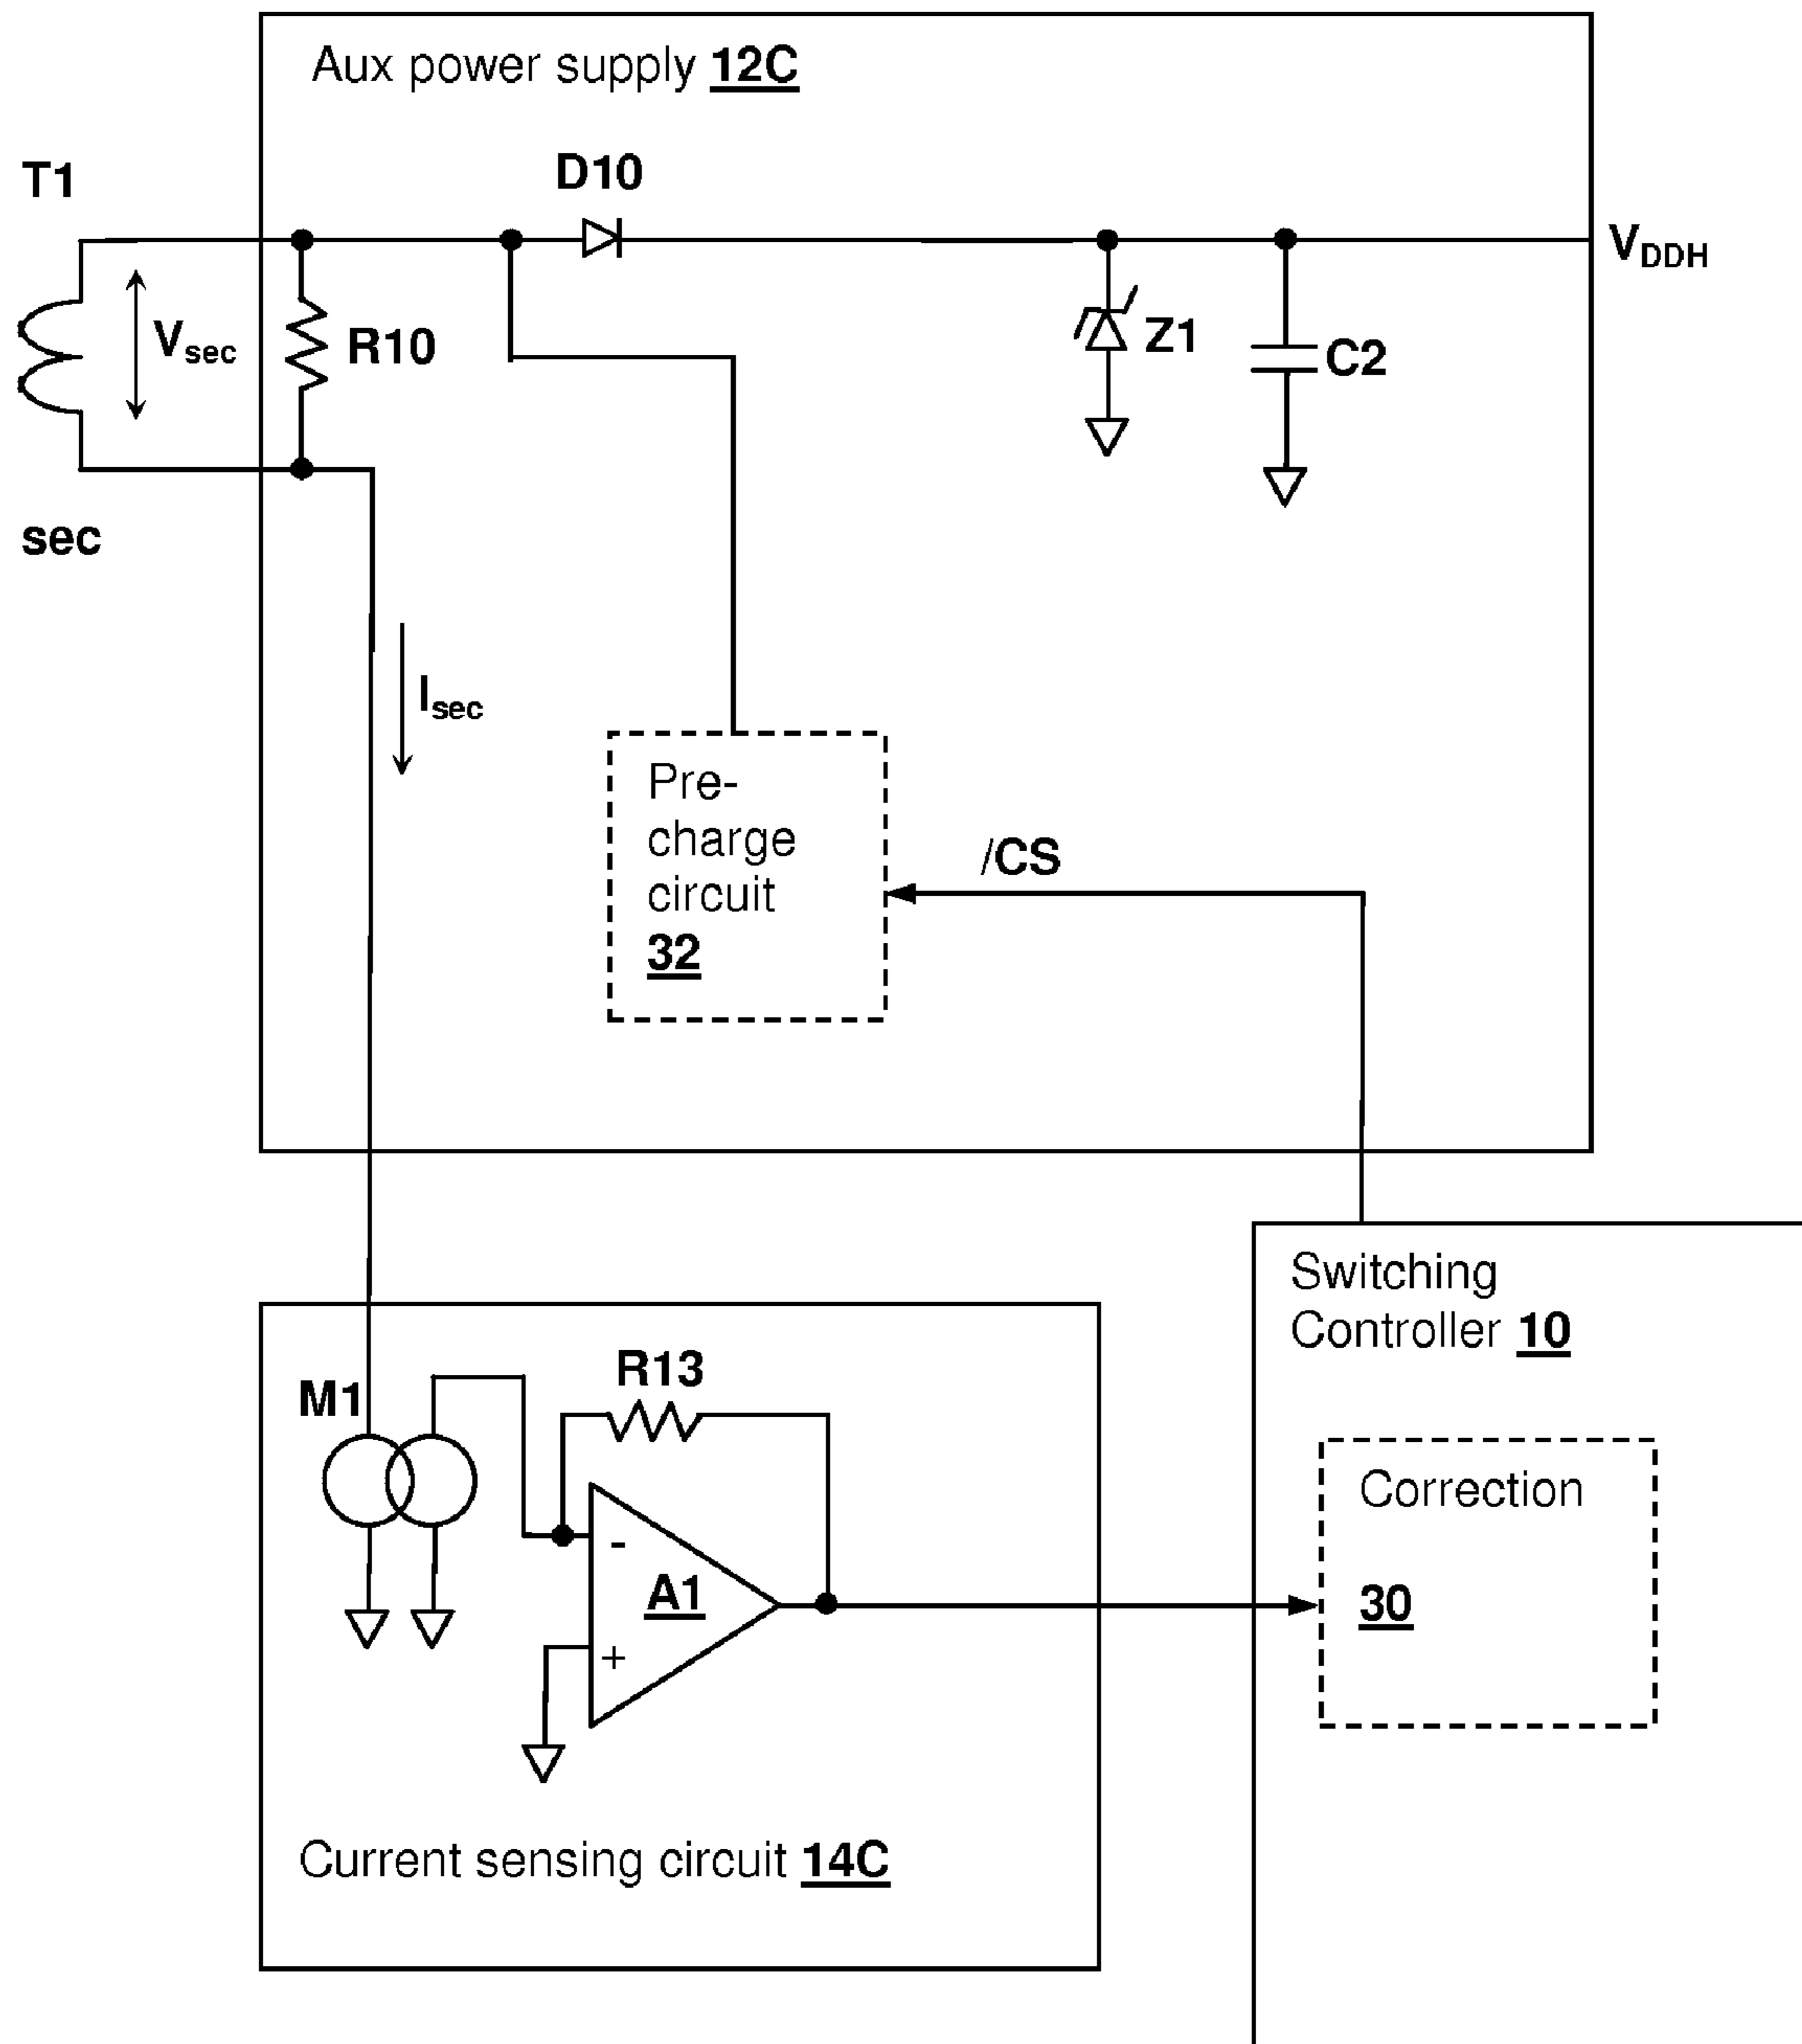 Aux power supply 12C
T1
D10
VDDH
Vsec
R10
Z1
C2
sec
Isec
Pre-
charge
circuit
32
/CS
Switching
Controller 10
R13
M1
Correction
-
A1
30
+
Current sensing circuit 14C